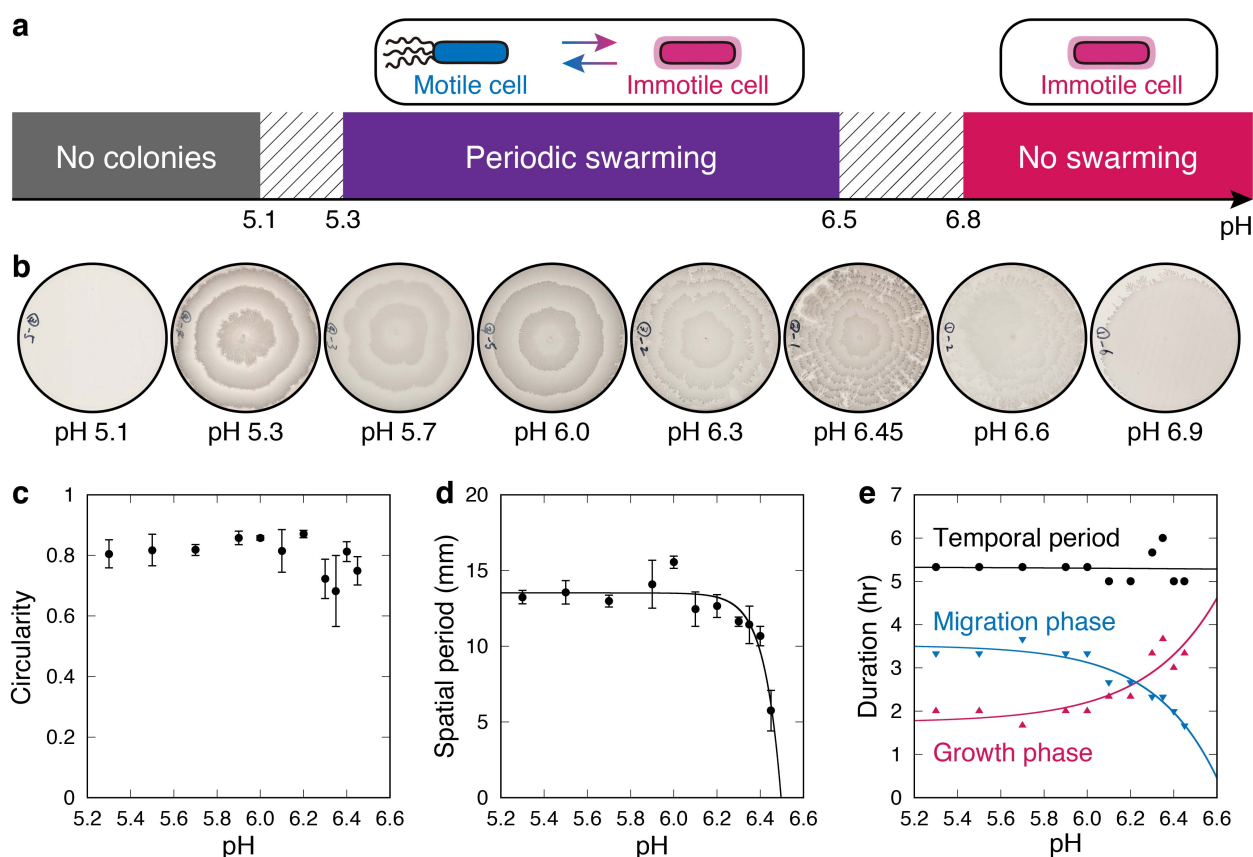 a
Motile cell
Immotile cell
Immotile cell
No colonies
Periodic swarming
No swarming
5.1
5.3
6.5
6.8
pH
b
pH 5.1
pH 5.3
pH 5.7
pH 6.0
pH 6.3
pH 6.45
pH 6.6
pH 6.9
c
Circularity
1
0.8
0.6
0.4
0.2
0
5.2 5.4 5.6 5.8 6.0 6.2 6.4 6.6
pH
d
Spatial period (mm)
20
15
10
5
0
5.2 5.4 5.6 5.8 6.0 6.2 6.4 6.6
pH
e
Duration (hr)
7
6
5
4
3
2
1
0
Temporal period
Migration phase
Growth phase
5.2 5.4 5.6 5.8 6.0 6.2 6.4 6.6
pH